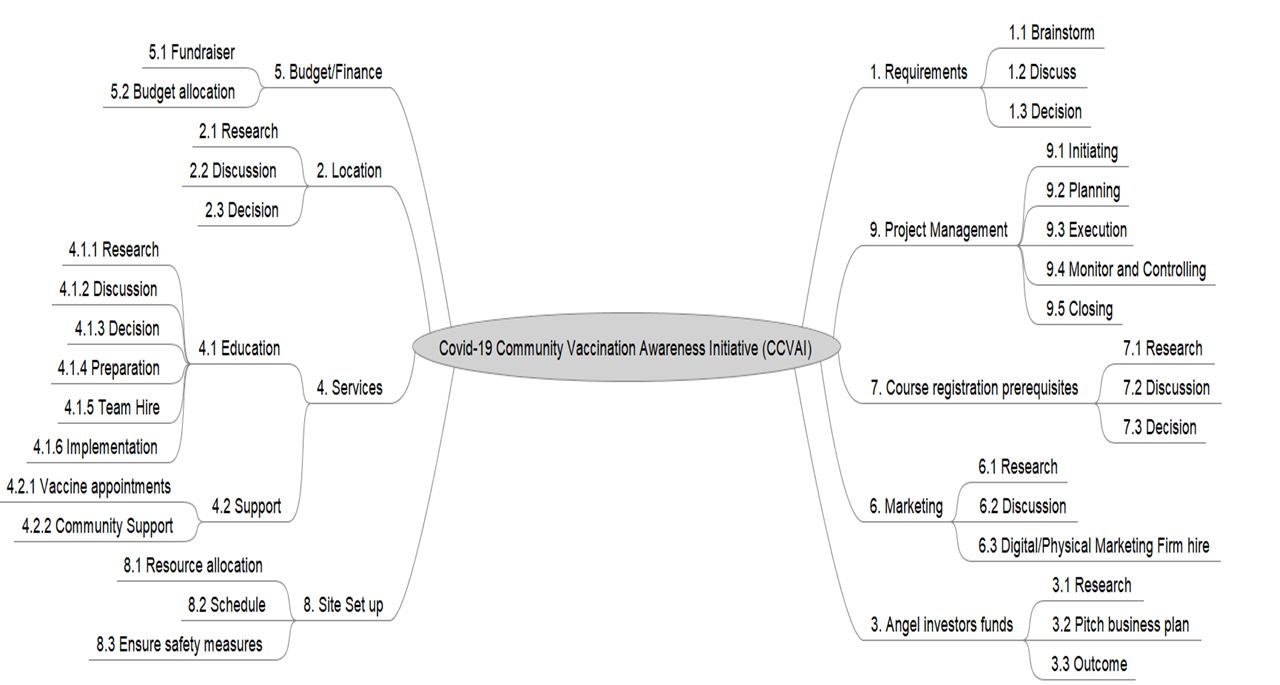 Covid-19 Community Vaccination Awareness Initiative (CCVAI)
1. Requirements
1.1 Brainstorm
1.2 Discuss
1.3 Decision
9. Project Management
9.1 Initiating
9.2 Planning
9.3 Execution
9.4 Monitor and Controlling
9.5 Closing
7. Course registration prerequisites
7.1 Research
7.2 Discussion
7.3 Decision
6. Marketing
6.1 Research
6.2 Discussion
6.3 Digital/Physical Marketing Firm hire
3. Angel investors funds
3.1 Research
3.2 Pitch business plan
3.3 Outcome
5. Budget/Finance
5.1 Fundraiser
5.2 Budget allocation
2. Location
2.1 Research
2.2 Discussion
2.3 Decision
4. Services
4.1 Education
4.1.1 Research
4.1.2 Discussion
4.1.3 Decision
4.1.4 Preparation
4.1.5 Team Hire
4.1.6 Implementation
4.2 Support
4.2.1 Vaccine appointments
4.2.2 Community Support
8. Site Set up
8.1 Resource allocation
8.2 Schedule
8.3 Ensure safety measures